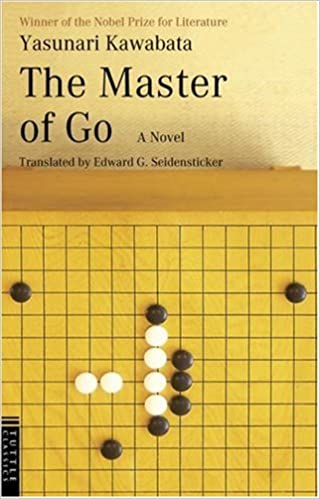 Winner of the Nobel Prize for Literature
Yasunari Kawabata
The Master
of Go
A Novel
Translated by Edward G. Seidensticker
TUTTLE
CLASSICS